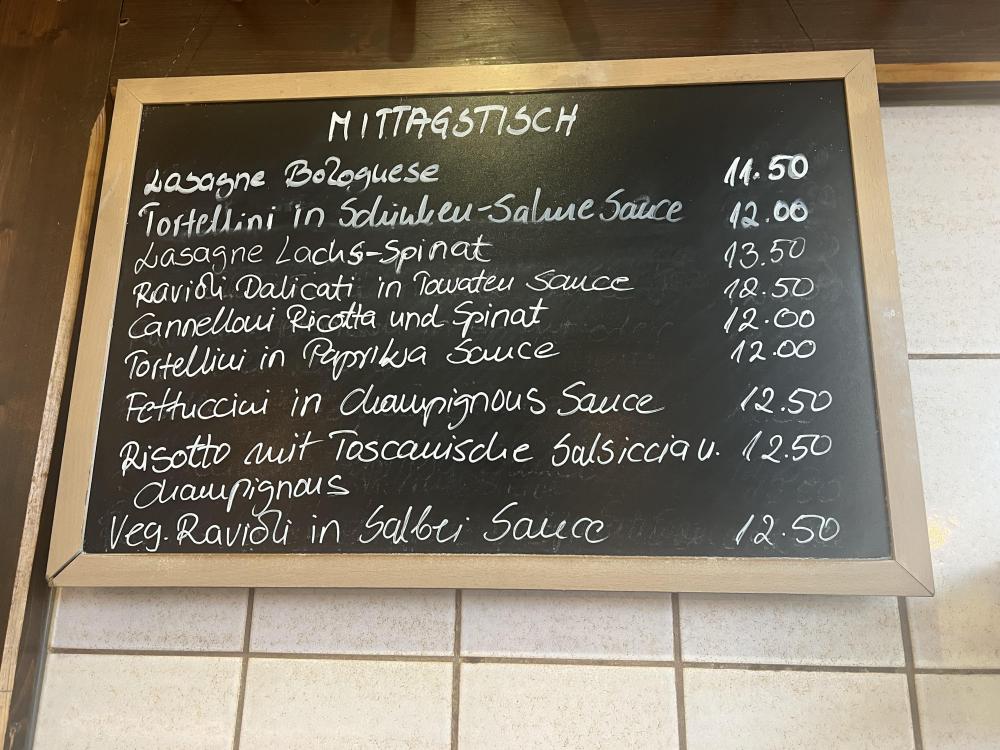 MITTAGSTISCH
Lasagne Bolognese 11.50
Tortellini in Schinken-Sahne Sauce 12.00
Lasagne Lachs-Spinat 13.50
Ravioli Dalicati in Tomaten Sauce 12.50
Cannelloni Ricotta und Spinat 12.00
Tortellini in Paprika Sauce 12.00
Fettuccini in Champignons Sauce 12.50
Risotto mit Toscanische Salsiccia u. 12.50
Champignons
Veg. Ravioli in Salbei Sauce 12.50